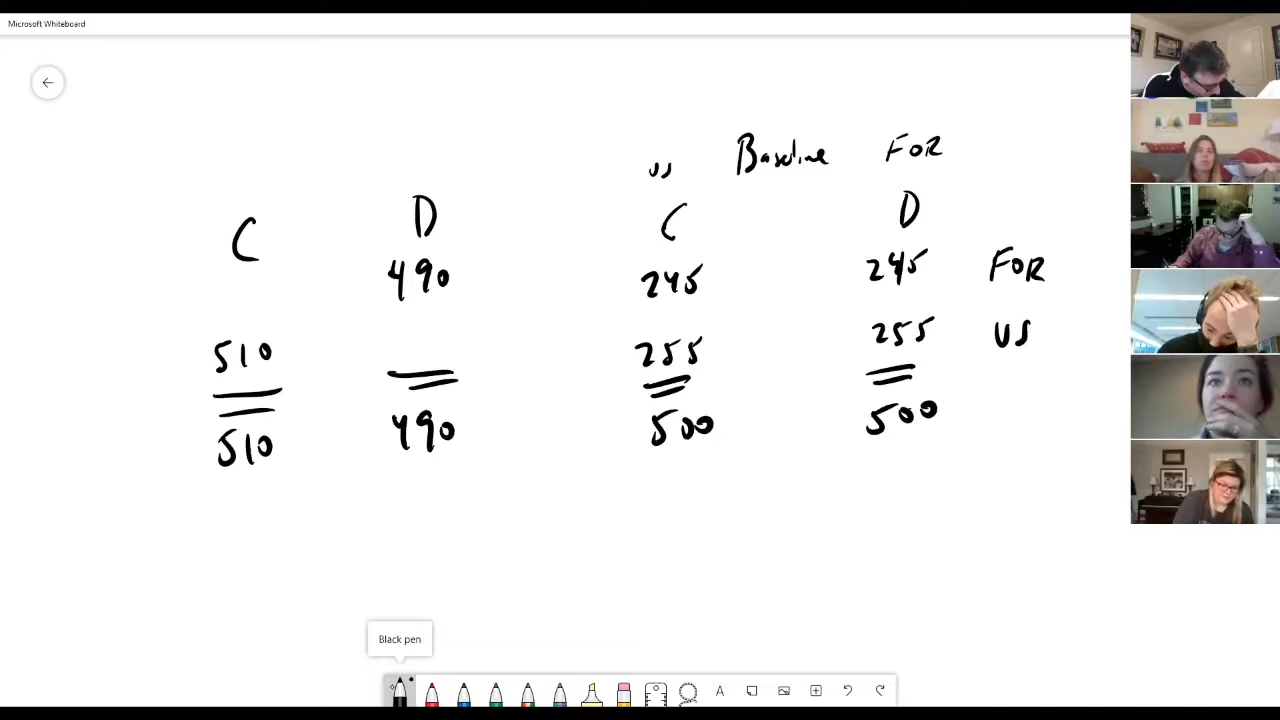 Microsoft Whiteboard
US Baseline FOR
C D C D
490 245 245 FOR
510 255 255 US
510 490 500 500
Black pen
A